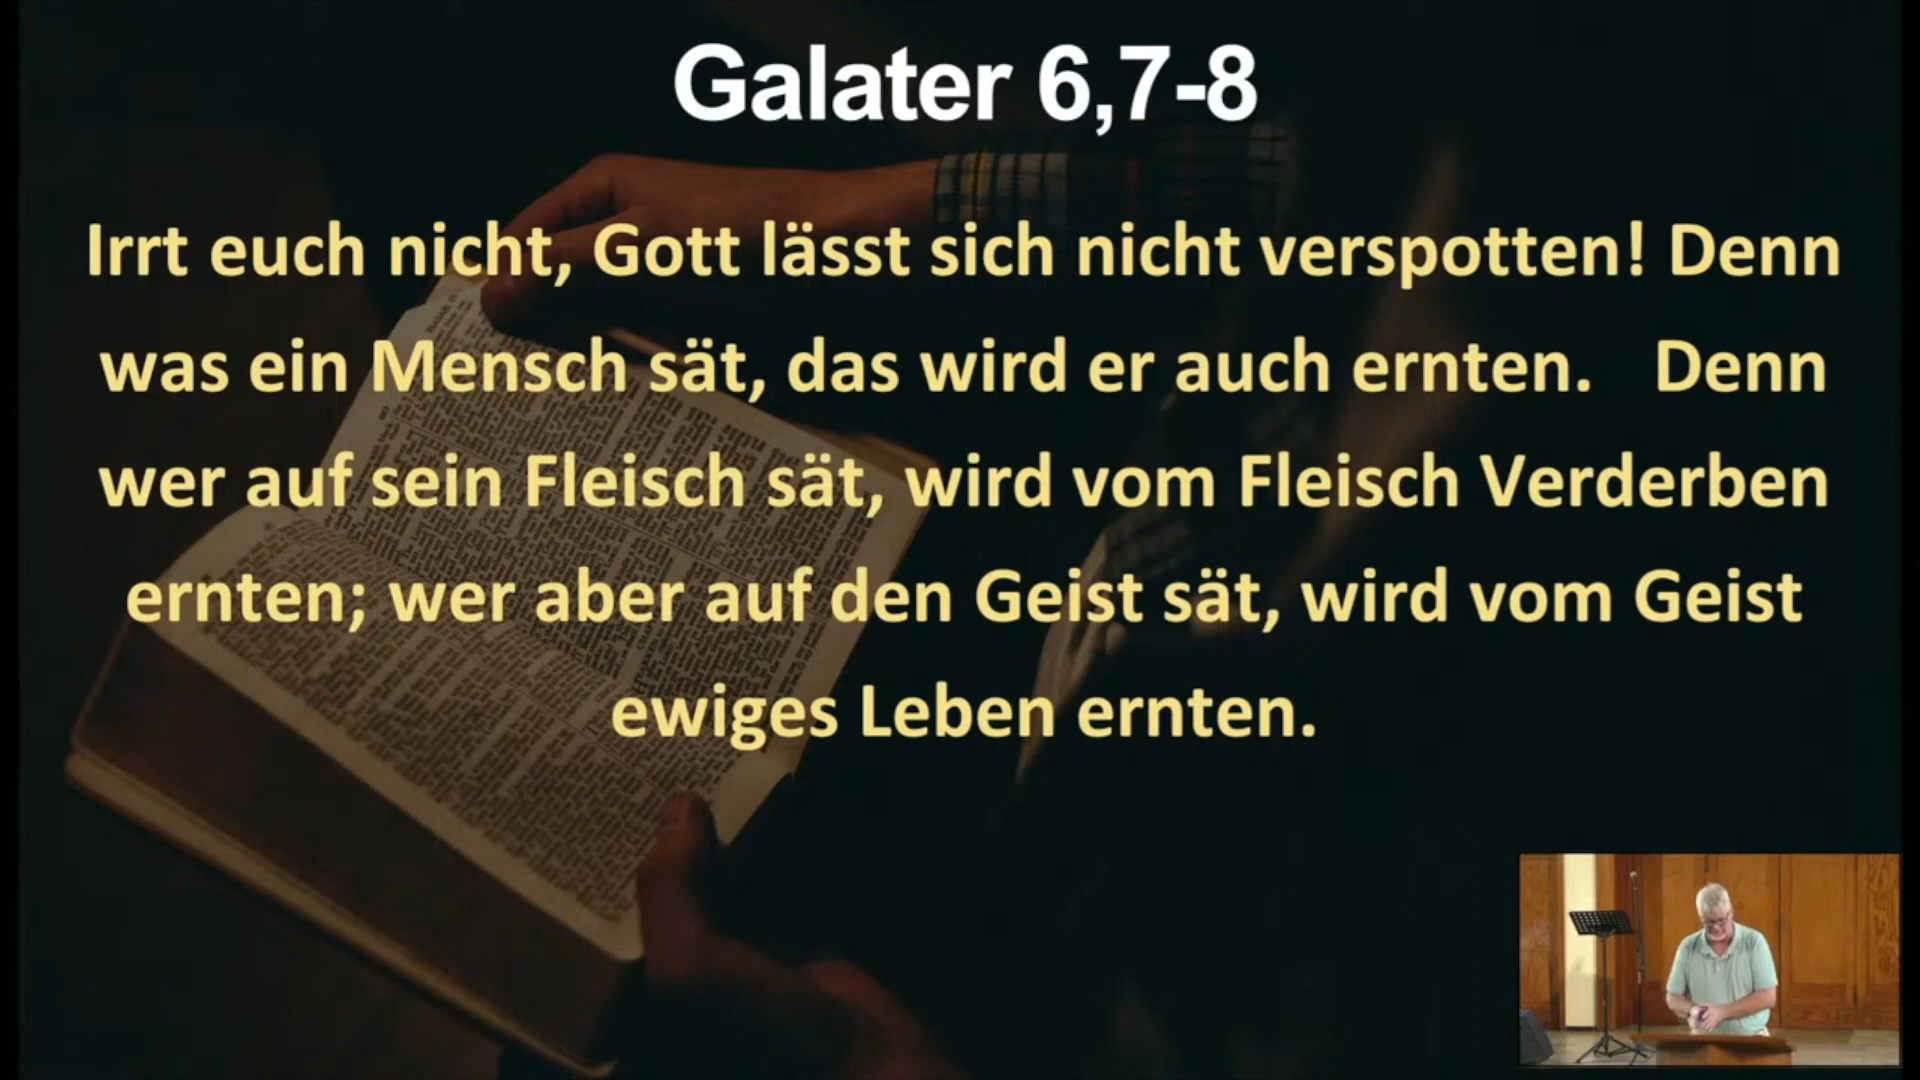 Galater 6,7-8
Irrt euch nicht, Gott lässt sich nicht verspotten! Denn
was ein Mensch sät, das wird er auch ernten. Denn
wer auf sein Fleisch sät, wird vom Fleisch Verderben
ernten; wer aber auf den Geist sät, wird vom Geist
ewiges Leben ernten.